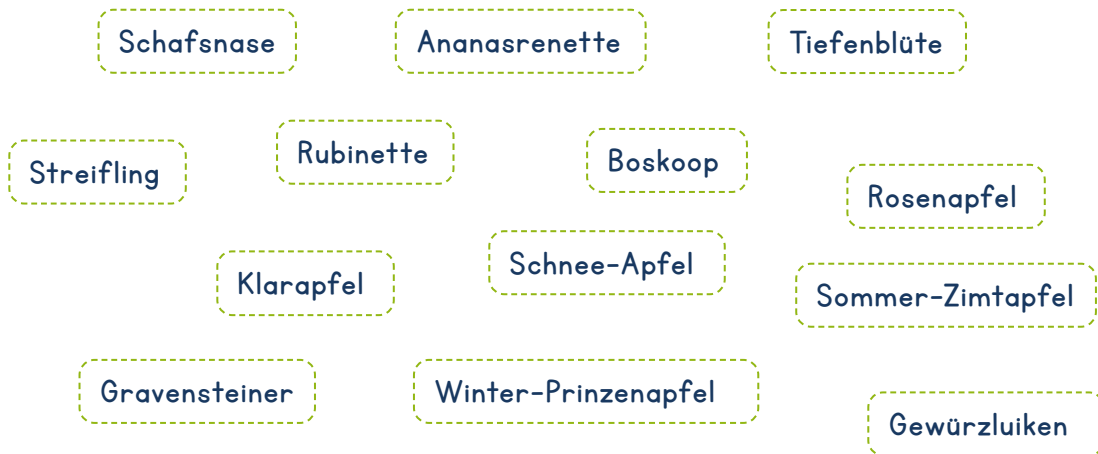 Schafsnase
Ananasrenette
Tiefenblüte
Streifling
Rubinette
Boskoop
Rosenapfel
Klarapfel
Schnee-Apfel
Sommer-Zimtapfel
Gravensteiner
Winter-Prinzenapfel
Gewürzluiken